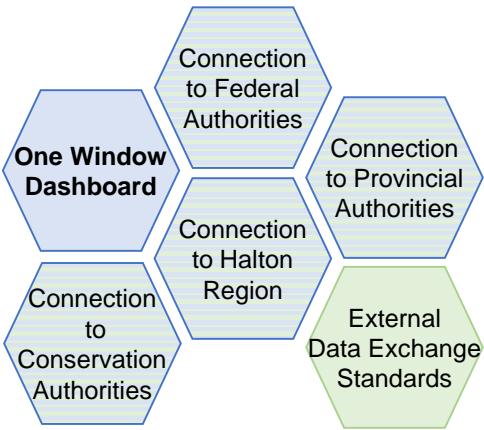 Connection
to Federal
Authorities
One Window
Dashboard
Connection
to Provincial
Authorities
Connection
to Halton
Region
Connection
to
Conservation
Authorities
External
Data Exchange
Standards